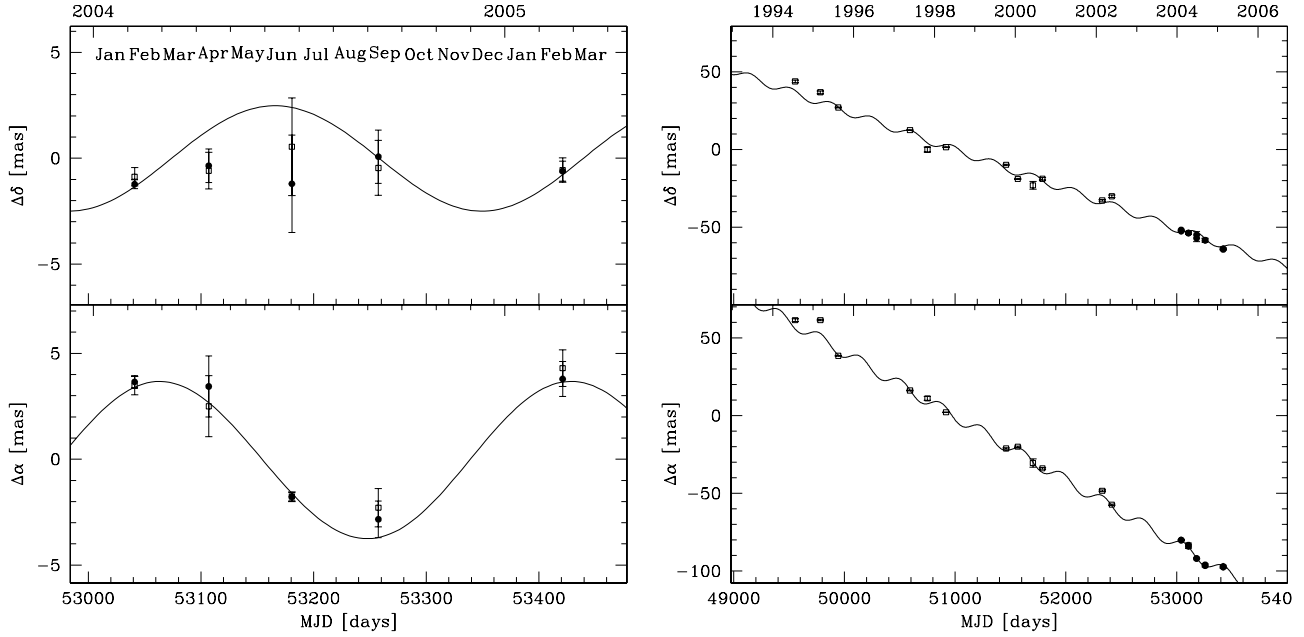 2004 2005
Jan Feb Mar Apr May Jun Jul Aug Sep Oct Nov Dec Jan Feb Mar
5
0
−5
Δδ [mas]
5
0
−5
Δα [mas]
53000 53100 53200 53300 53400
MJD [days]
1994 1996 1998 2000 2002 2004 2006
50
0
−50
Δδ [mas]
50
0
−50
−100
Δα [mas]
49000 50000 51000 52000 53000 540
MJD [days]